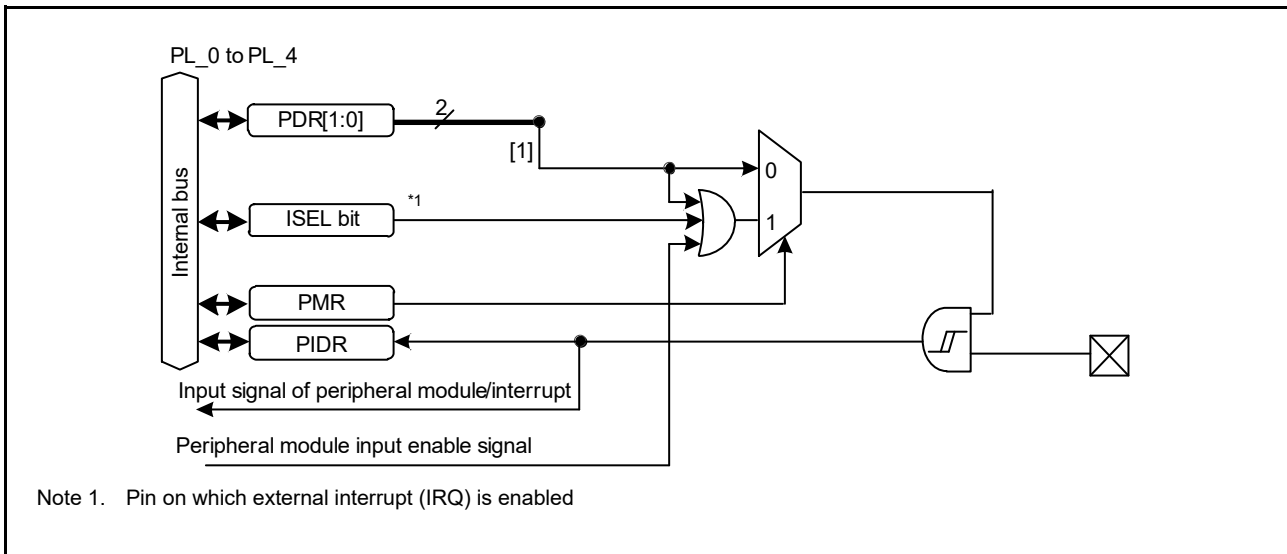 PL_0 to PL_4
Internal bus
PDR[1:0]
2
[1]
0
ISEL bit
*1
1
PMR
PIDR
Input signal of peripheral module/interrupt
Peripheral module input enable signal
Note 1. Pin on which external interrupt (IRQ) is enabled